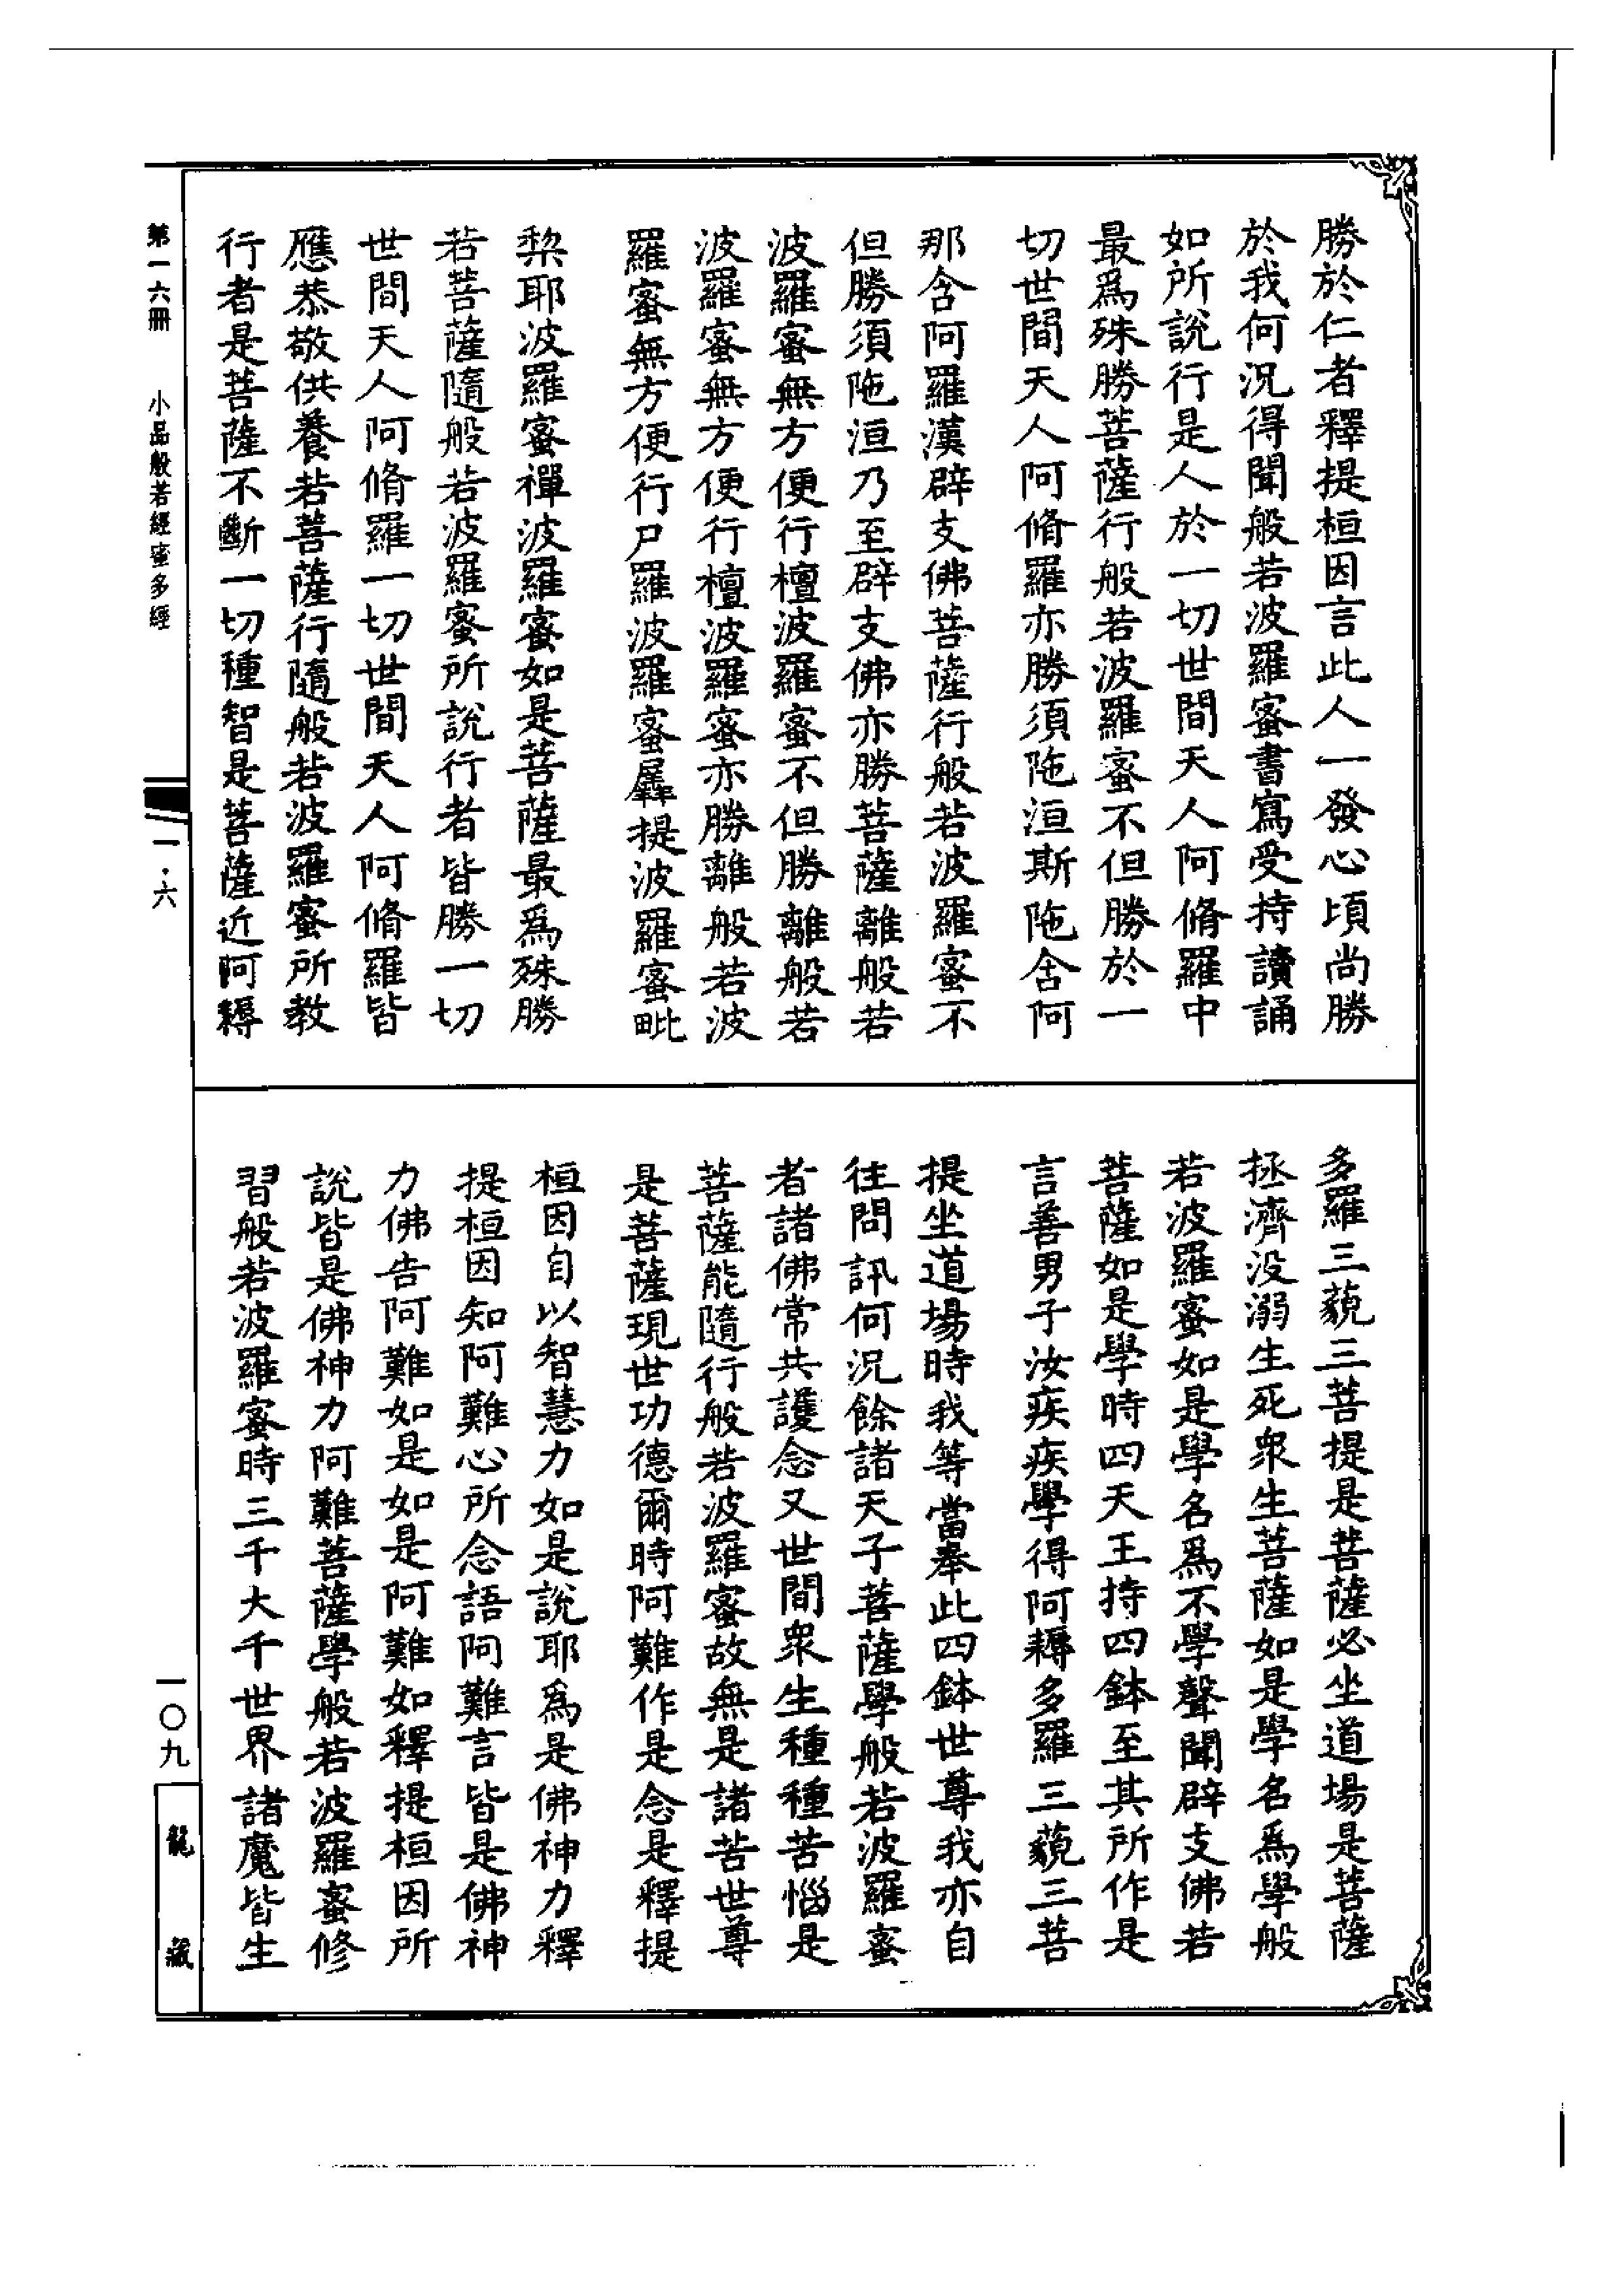 勝於仁者釋提桓因言此人一發心頃尚勝
於我何況得聞般若波羅蜜書寫受持讀誦
如所說行是人於一切世間天人阿脩羅中
最爲殊勝菩薩行般若波羅蜜不但勝於一
切世間天人阿脩羅亦勝須陁洹斯陁含阿
那含阿羅漢辟支佛菩薩行般若波羅蜜不
但勝須陁洹乃至辟支佛亦勝菩薩離般若
波羅蜜無方便行檀波羅蜜不但勝離般若
波羅蜜無方便行檀波羅蜜亦勝離般若波
羅蜜無方便行尸羅波羅蜜羼提波羅蜜毗
棃耶波羅蜜禪波羅蜜如是菩薩最爲殊勝
若菩薩隨般若波羅蜜所說行者皆勝一切
世間天人阿脩羅一切世間天人阿脩羅皆
應恭敬供養若菩薩行隨般若波羅蜜所教
行者是菩薩不斷一切種智是菩薩近阿耨
多羅三藐三菩提是菩薩必坐道場是菩薩
拯濟没溺生死衆生菩薩如是學名爲學般
若波羅蜜如是學名爲不學聲聞辟支佛若
菩薩如是學時四天王持四鉢至其所作是
言善男子汝疾疾學得阿耨多羅三藐三菩
提坐道場時我等當奉此四鉢世尊我亦自
往問訊何況餘諸天子菩薩學般若波羅蜜
者諸佛常共護念又世間衆生種種苦惱是
菩薩能隨行般若波羅蜜故無是諸苦世尊
是菩薩現世功德爾時阿難作是念是釋提
桓因自以智慧力如是說耶爲是佛神力釋
提桓因知阿難心所念語阿難言皆是佛神
力佛告阿難如是如是阿難如釋提桓因所
說皆是佛神力阿難菩薩學般若波羅蜜修
習般若波羅蜜時三千大千世界諸魔皆生
第一六冊 小品般若經蜜多經
一·六
一〇九
龍藏